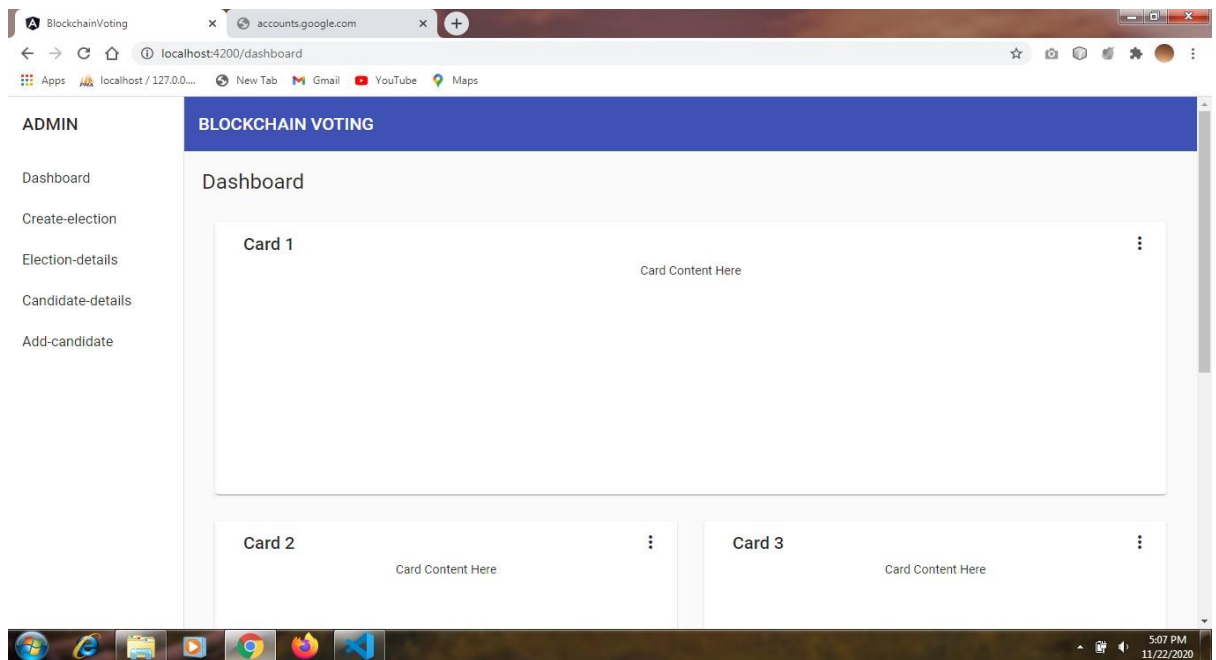 BlockchainVoting
accounts.google.com
localhost:4200/dashboard
Apps localhost / 127.0.0.... New Tab Gmail YouTube Maps
ADMIN
BLOCKCHAIN VOTING
Dashboard
Create-election
Election-details
Candidate-details
Add-candidate
Dashboard
Card 1
Card Content Here
Card 2
Card Content Here
Card 3
Card Content Here
5:07 PM
11/22/2020